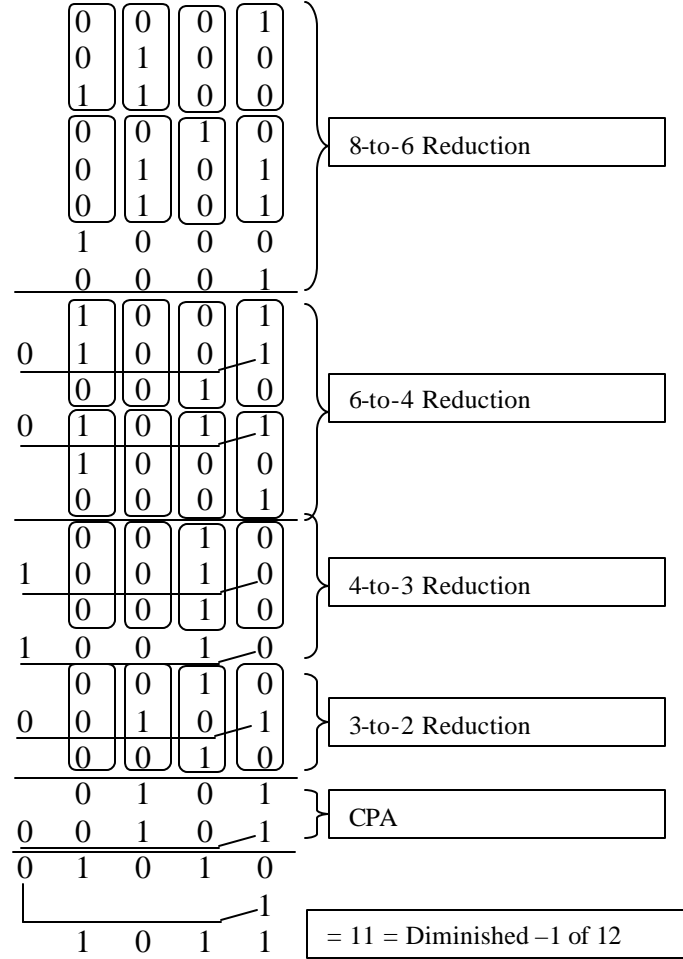 0 0 0 1
0 1 0 0
1 1 0 0
0 0 1 0
8-to-6 Reduction
0 1 0 1
0 1 0 1
1 0 0 0
0 0 0 1
1 0 0 1
0 1 0 0 1
0 0 1 0
6-to-4 Reduction
0 1 0 1 1
1 0 0 0
0 0 0 1
0 0 1 0
1 0 0 1 0
4-to-3 Reduction
0 0 1 0
1 0 0 1 0
0 0 1 0
0 0 1 0 1
3-to-2 Reduction
0 0 1 0
0 1 0 1
CPA
0 0 1 0 1
0 1 0 1 0
1
1 0 1 1
= 11 = Diminished –1 of 12